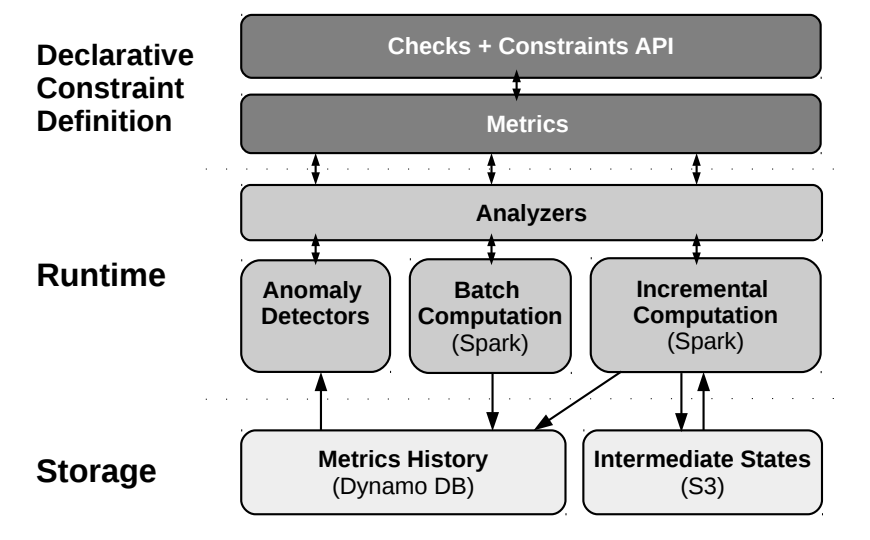 Declarative
Constraint
Definition
Checks + Constraints API
Metrics
Runtime
Analyzers
Anomaly
Detectors
Batch
Computation
(Spark)
Incremental
Computation
(Spark)
Storage
Metrics History
(Dynamo DB)
Intermediate States
(S3)